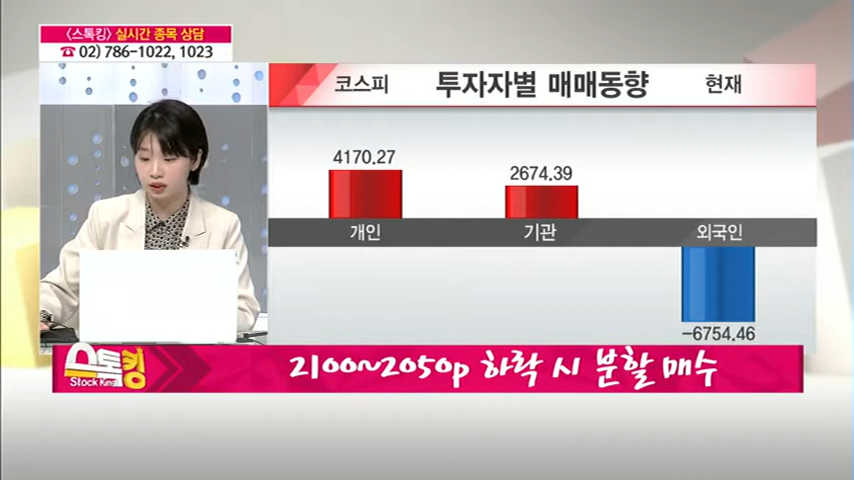 〈스톡킹〉 실시간 종목 상담
☎ 02) 786-1022, 1023
코스피 투자자별 매매동향 현재
4170.27
2674.39
개인 기관 외국인
-6754.46
스톡킹
Stock King
2100~2050p 하락 시 분할 매수